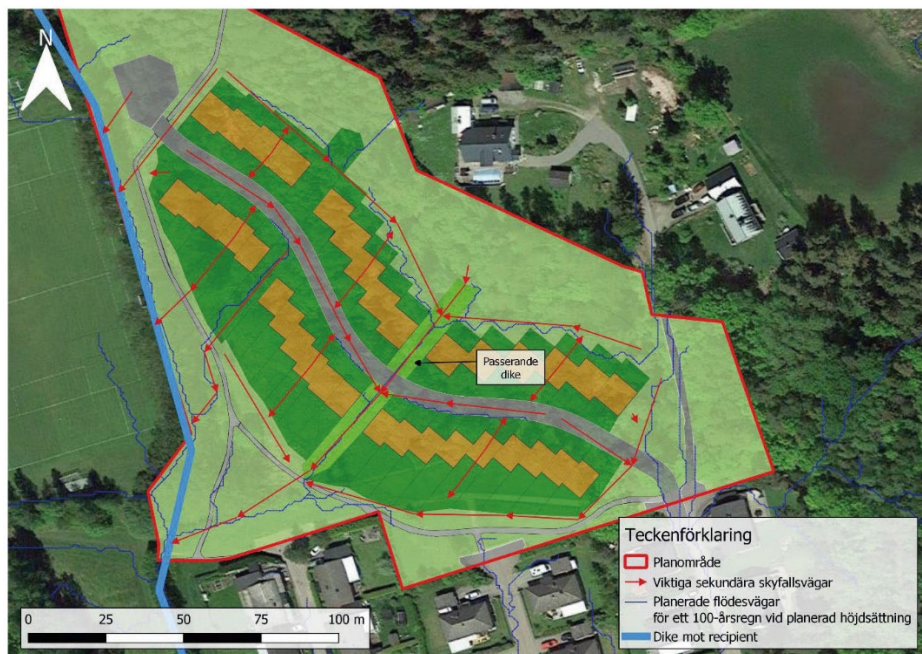 N
Passerande
dike
Teckenförklaring
Planområde
Viktiga sekundära skyfallsvägar
Planerade flödesvägar
för ett 100-årsregn vid planerad höjdsättning
Dike mot recipient
0 25 50 75 100 m